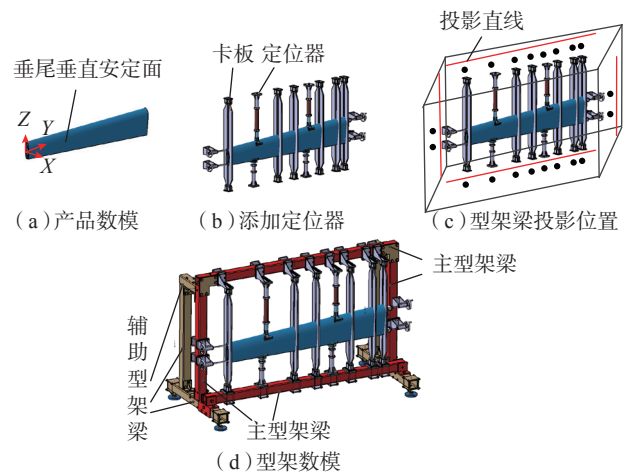 垂尾垂直安定面
Z
Y
X
(a)产品数模
卡板 定位器
(b)添加定位器
投影直线
(c)型架梁投影位置
主型架梁
辅助型架梁
主型架梁
(d)型架数模